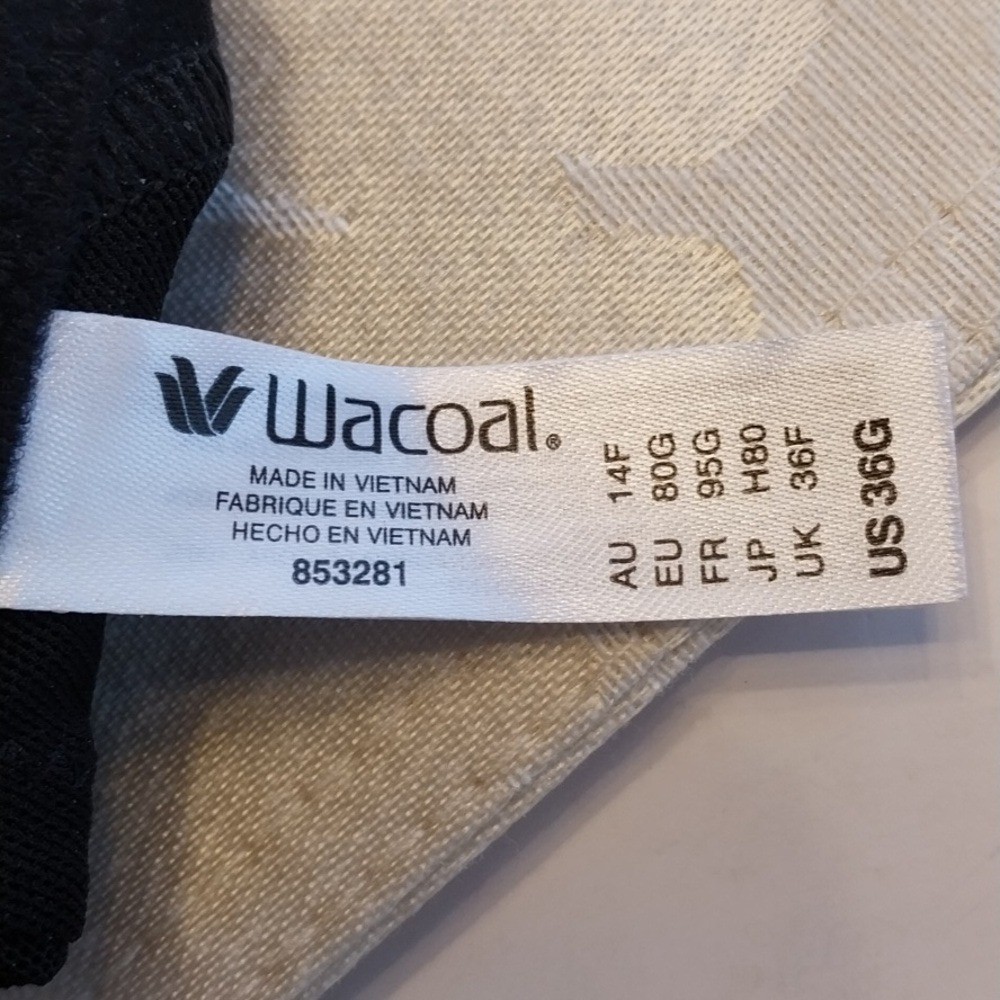 Wacoal®
MADE IN VIETNAM
FABRIQUE EN VIETNAM
HECHO EN VIETNAM
853281
AU 14F
EU 80G
FR 95G
JP H80
UK 36F
US 36G